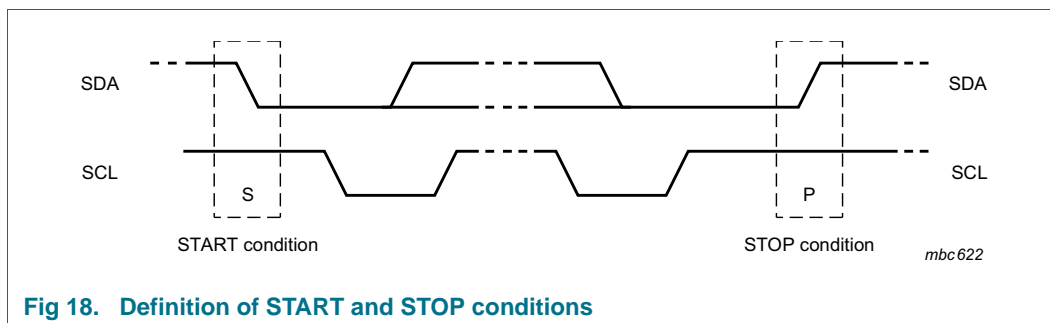 SDA SDA
SCL SCL
S P
START condition STOP condition
mbc622
Fig 18. Definition of START and STOP conditions